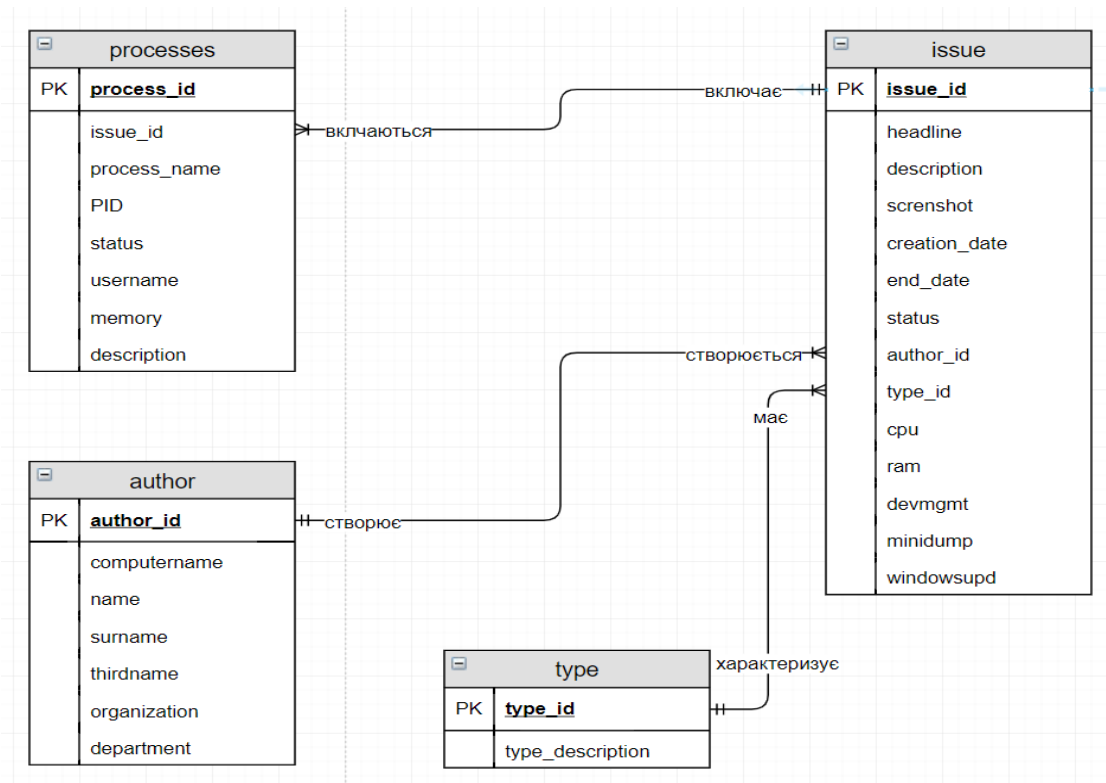 processes
PK process_id
issue_id
process_name
PID
status
username
memory
description
вклчаються
включає
issue
PK issue_id
headline
description
screnshot
creation_date
end_date
status
author_id
type_id
cpu
ram
devmgmt
minidump
windowsupd
створюється
має
author
PK author_id
computername
name
surname
thirdname
organization
department
створює
характеризує
type
PK type_id
type_description